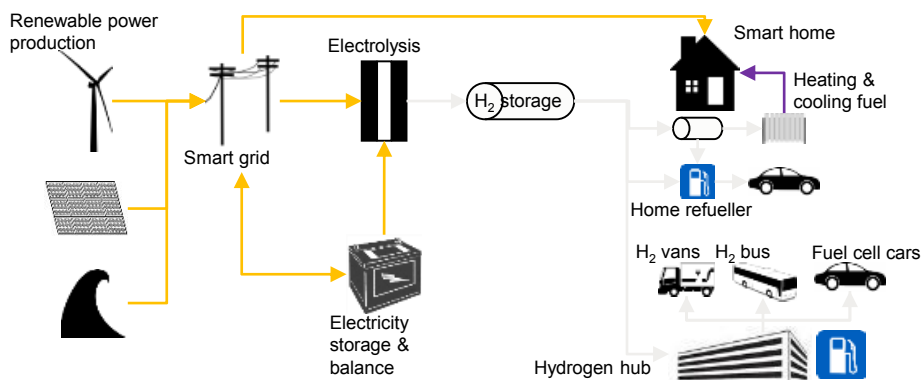 Renewable power
production
Electrolysis
Smart home
Heating &
cooling fuel
H₂ storage
Smart grid
Home refueller
H₂ vans
H₂ bus
Fuel cell cars
Electricity
storage &
balance
Hydrogen hub